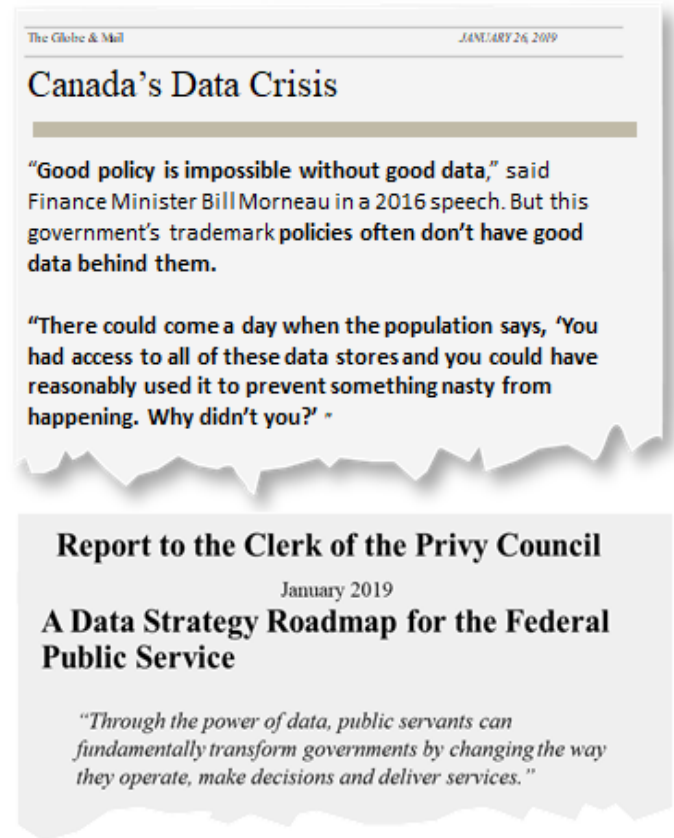 The Globe & Mail JANUARY 26, 2019
Canada's Data Crisis
“Good policy is impossible without good data,” said
Finance Minister Bill Morneau in a 2016 speech. But this
government's trademark policies often don't have good
data behind them.
“There could come a day when the population says, ‘You
had access to all of these data stores and you could have
reasonably used it to prevent something nasty from
happening. Why didn't you?’ ”
Report to the Clerk of the Privy Council
January 2019
A Data Strategy Roadmap for the Federal
Public Service
“Through the power of data, public servants can
fundamentally transform governments by changing the way
they operate, make decisions and deliver services.”